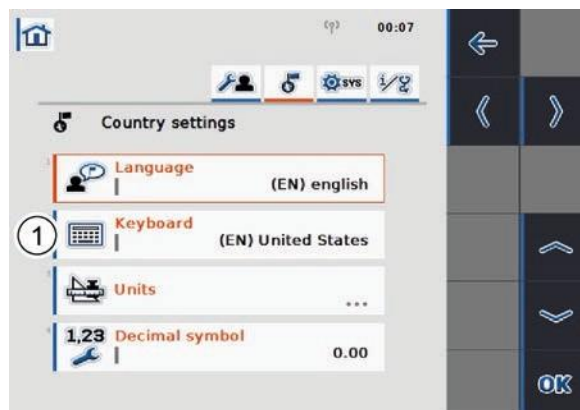 00:07
SYS
i/
Country settings
Language
(EN) english
1
Keyboard
(EN) United States
Units
...
1,23 Decimal symbol
0.00
OK